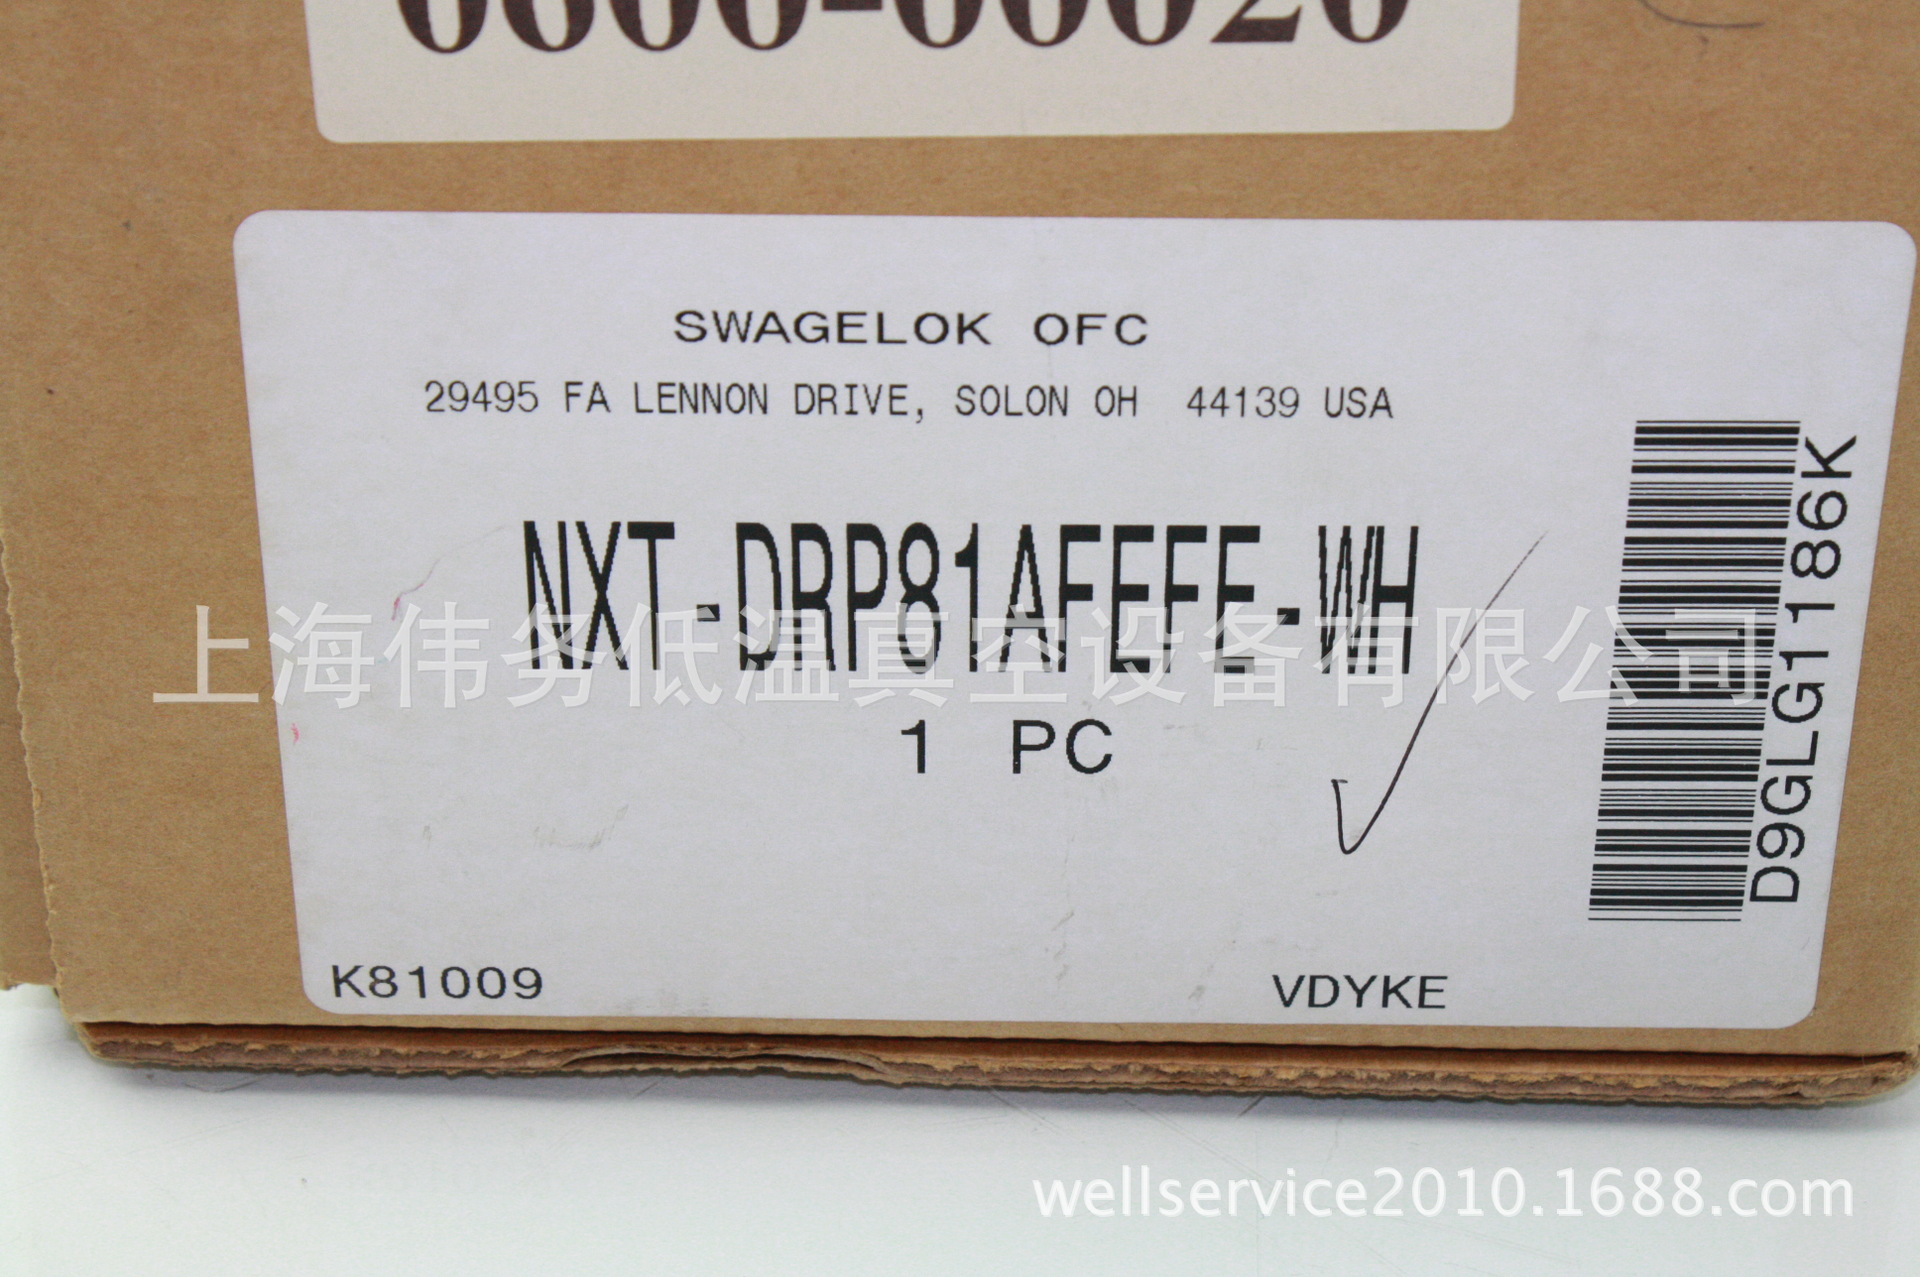 SWAGELOK OFC
29495 FA LENNON DRIVE, SOLON OH 44139 USA
NXT-DRP81AFEFE-WH
上海伟务低温真空设备有限公司
1 PC
D9GLG1186K
K81009
VDYKE
wellservice2010.1688.com